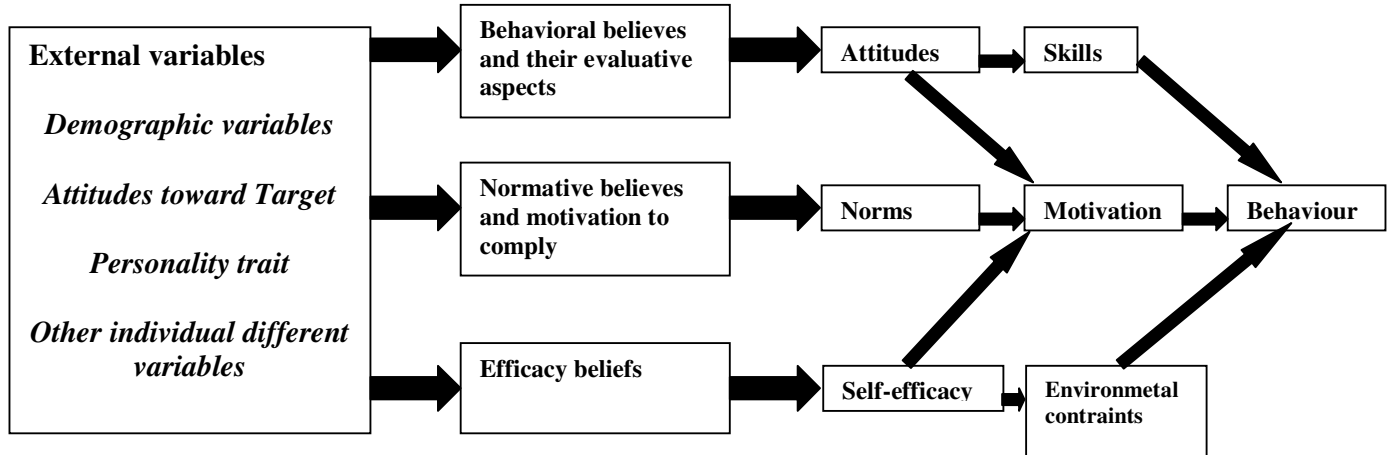 External variables
Demographic variables
Attitudes toward Target
Personality trait
Other individual different
variables
Behavioral believes
and their evaluative
aspects
Normative believes
and motivation to
comply
Efficacy beliefs
Attitudes
Skills
Norms
Motivation
Behaviour
Self-efficacy
Environmetal
contraints